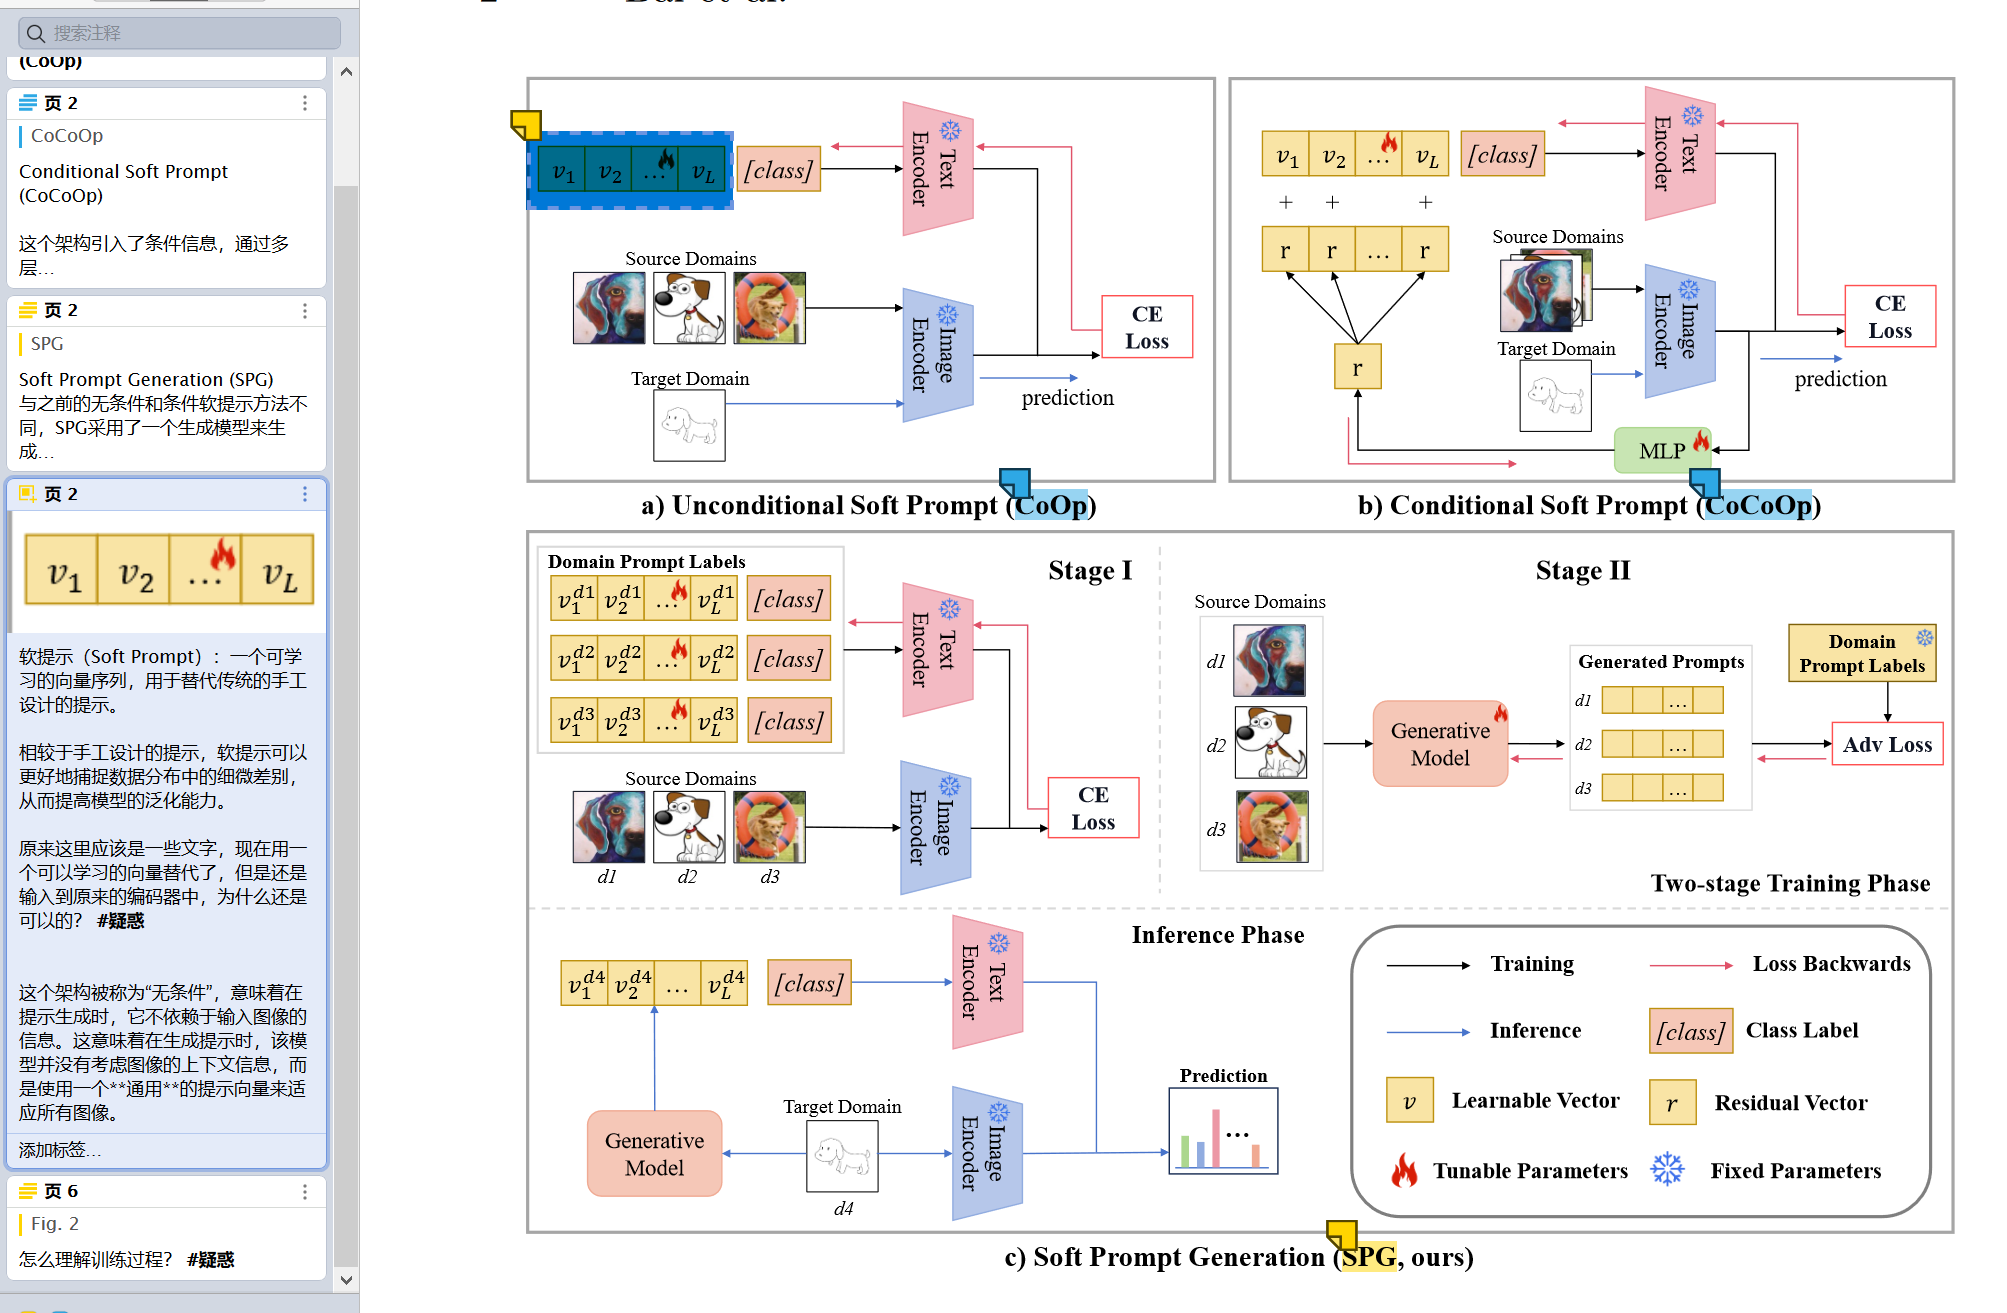 搜索注释
(CoOp)
页 2
CoCoOp
Conditional Soft Prompt
(CoCoOp)
这个架构引入了条件信息，通过多
层...
页 2
SPG
Soft Prompt Generation (SPG)
与之前的无条件和条件软提示方法不
同，SPG采用了一个生成模型来生
成...
页 2
v1 v2 ... vL
软提示（Soft Prompt）：一个可学
习的向量序列，用于替代传统的手工
设计的提示。
相较于手工设计的提示，软提示可以
更好地捕捉数据分布中的细微差别，
从而提高模型的泛化能力。
原来这里应该是一些文字，现在用一
个可以学习的向量替代了，但是还是
输入到原来的编码器中，为什么还是
可以的？ #疑惑
这个架构被称为“无条件”，意味着在
提示生成时，它不依赖于输入图像的
信息。这意味着在生成提示时，该模
型并没有考虑图像的上下文信息，而
是使用一个**通用**的提示向量来适
应所有图像。
添加标签...
页 6
Fig. 2
怎么理解训练过程？ #疑惑
v1 v2 ... vL [class]
Text
Encoder
Source Domains
Image
Encoder
CE
Loss
Target Domain
prediction
a) Unconditional Soft Prompt (CoOp)
v1 v2 ... vL [class]
Text
Encoder
+ + +
r r ... r
Source Domains
Image
Encoder
CE
Loss
r
Target Domain
prediction
MLP
b) Conditional Soft Prompt (CoCoOp)
Domain Prompt Labels
Stage I
v1^d1 v2^d1 ... vL^d1 [class]
v1^d2 v2^d2 ... vL^d2 [class]
v1^d3 v2^d3 ... vL^d3 [class]
Text
Encoder
Source Domains
d1 d2 d3
Image
Encoder
CE
Loss
Stage II
Source Domains
d1
d2
d3
Generative
Model
Generated Prompts
d1 ...
d2 ...
d3 ...
Domain
Prompt Labels
Adv Loss
Two-stage Training Phase
Inference Phase
v1^d4 v2^d4 ... vL^d4 [class]
Text
Encoder
Generative
Model
Target Domain
d4
Image
Encoder
Prediction
...
Training
Loss Backwards
Inference
[class] Class Label
v Learnable Vector
r Residual Vector
Tunable Parameters
Fixed Parameters
c) Soft Prompt Generation (SPG, ours)